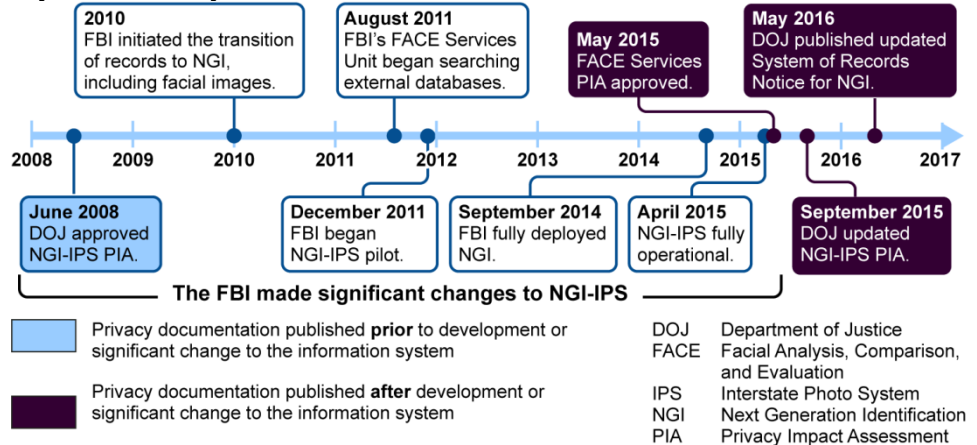 2010
FBI initiated the transition
of records to NGI,
including facial images.
August 2011
FBI's FACE Services
Unit began searching
external databases.
May 2015
FACE Services
PIA approved.
May 2016
DOJ published updated
System of Records
Notice for NGI.
2008 2009 2010 2011 2012 2013 2014 2015 2016 2017
June 2008
DOJ approved
NGI-IPS PIA.
December 2011
FBI began
NGI-IPS pilot.
September 2014
FBI fully deployed
NGI.
April 2015
NGI-IPS fully
operational.
September 2015
DOJ updated
NGI-IPS PIA.
The FBI made significant changes to NGI-IPS
Privacy documentation published prior to development or
significant change to the information system
Privacy documentation published after development or
significant change to the information system
DOJ Department of Justice
FACE Facial Analysis, Comparison,
and Evaluation
IPS Interstate Photo System
NGI Next Generation Identification
PIA Privacy Impact Assessment